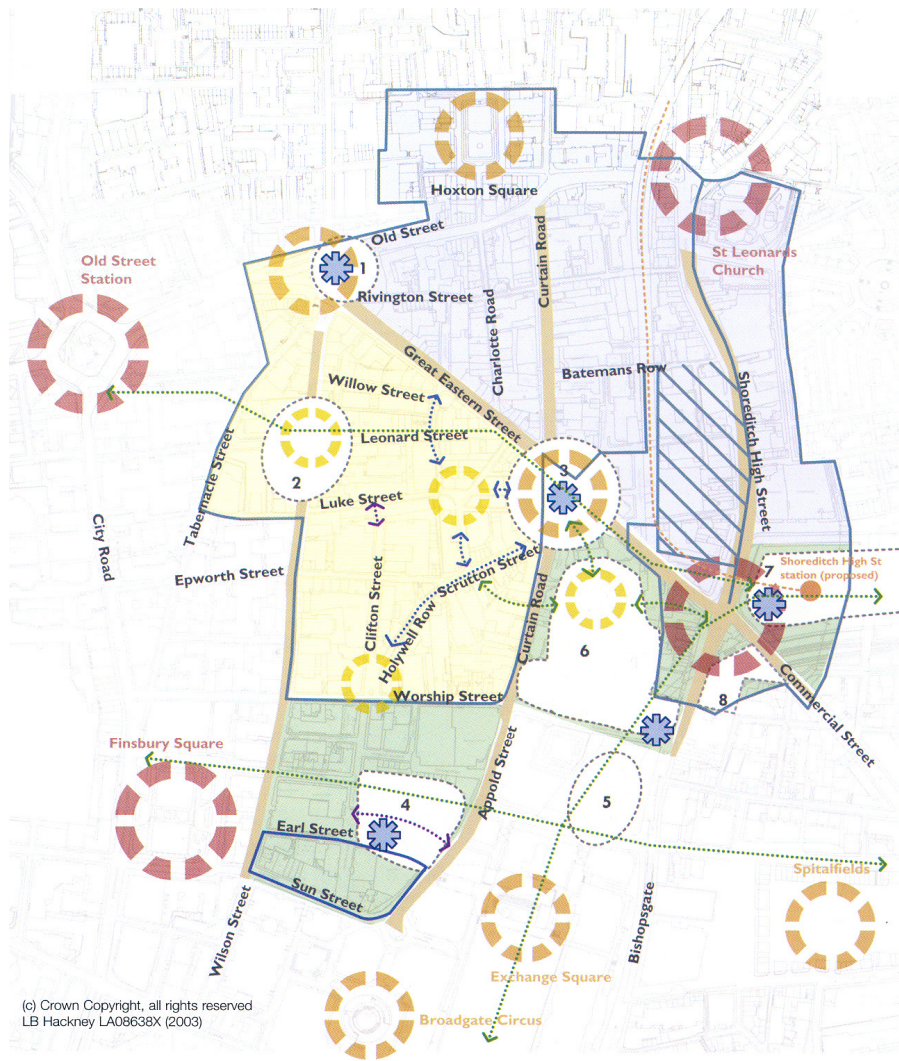 Hoxton Square
Old Street
Curtain Road
St Leonards
Church
Old Street
Station
1
Rivington Street
Charlotte Road
Great Eastern Street
Batemans Row
Willow Street
Shoreditch High Street
Leonard Street
3
2
Tabernacle Street
Luke Street
City Road
Scrutton Street
7
Shoreditch High St
station (proposed)
Epworth Street
Clifton Street
Holywell Row
Curtain Road
6
Worship Street
8
Commercial Street
Finsbury Square
Appold Street
4
5
Earl Street
Sun Street
Spitalfields
Wilson Street
Bishopsgate
Exchange Square
(c) Crown Copyright, all rights reserved
LB Hackney LA08638X (2003)
Broadgate Circus